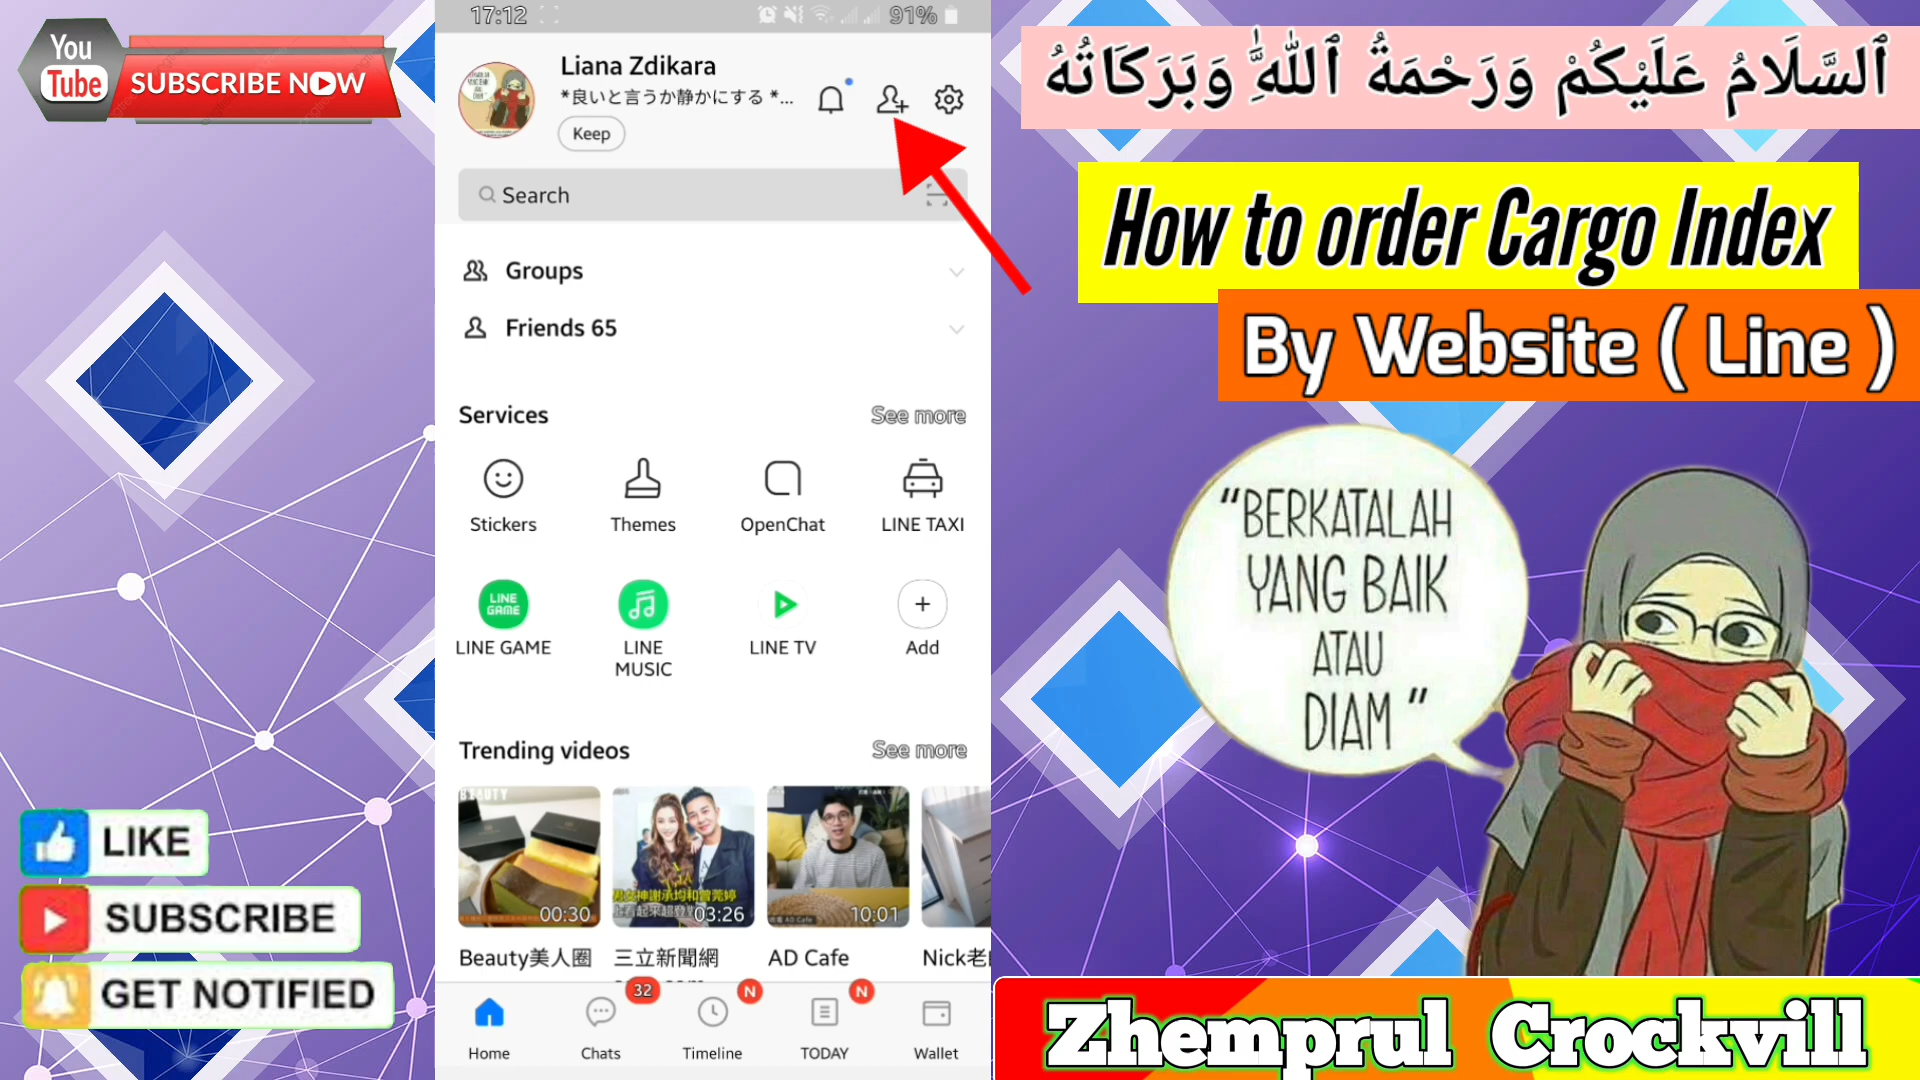 You
Tube
SUBSCRIBE NOW
17:12
91%
Liana Zdikara
*良いと言うか静かにする *...
Keep
Search
Groups
Friends 65
Services
See more
Stickers
Themes
OpenChat
LINE TAXI
LINE
GAME
LINE GAME
LINE
MUSIC
LINE TV
Add
Trending videos
See more
BEAUTY
00:30
03:26
AD Cafe
10:01
Beauty美人圈
三立新聞網
AD Cafe
Nick老
32
N
N
Home
Chats
Timeline
TODAY
Wallet
LIKE
SUBSCRIBE
GET NOTIFIED
ٱلسَّلَامُ عَلَيْكُمْ وَرَحْمَةُ ٱللَّٰهِ وَبَرَكَاتُهُ
How to order Cargo Index
By Website ( Line )
“BERKATALAH
YANG BAIK
ATAU
DIAM ”
Zhemprul Crockvill